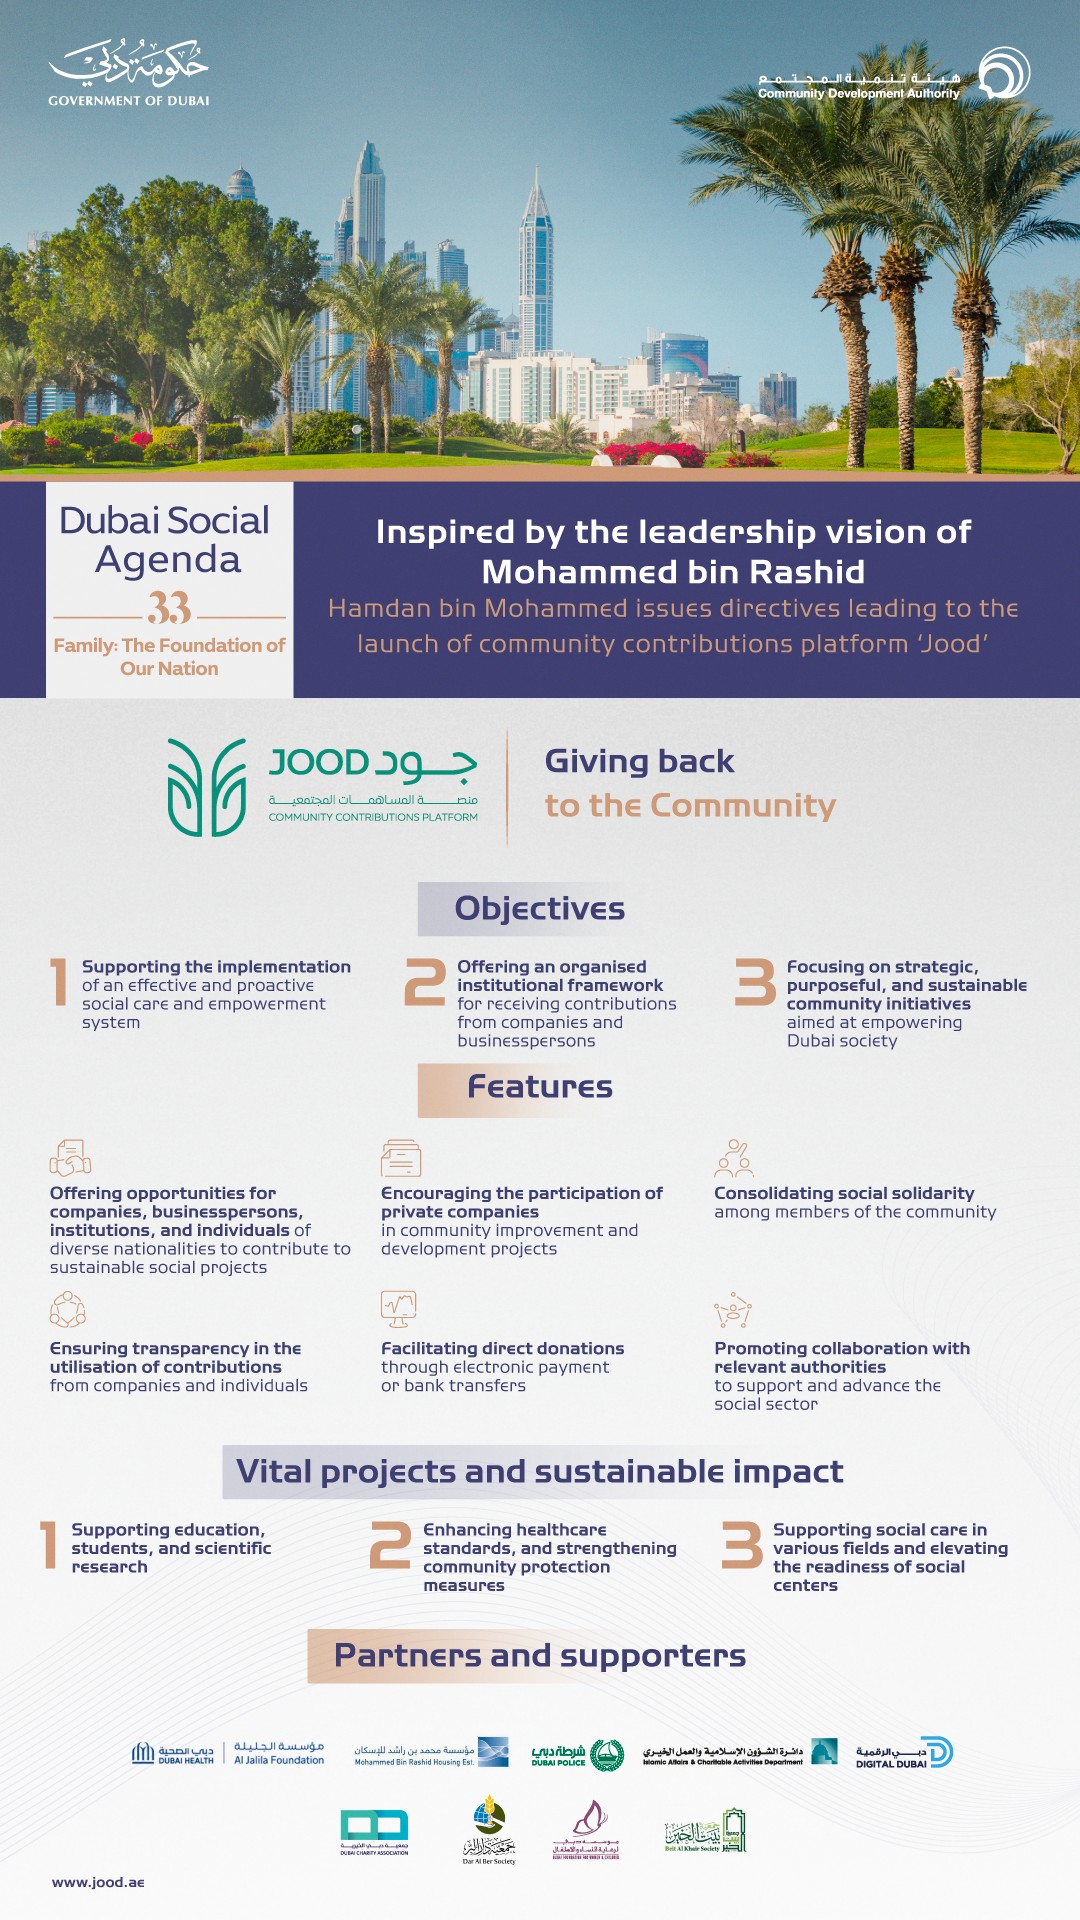 حكومة دبي
GOVERNMENT OF DUBAI
هيئة تنمية المجتمع
Community Development Authority
Dubai Social
Agenda
33
Family: The Foundation of
Our Nation
Inspired by the leadership vision of
Mohammed bin Rashid
Hamdan bin Mohammed issues directives leading to the
launch of community contributions platform ‘Jood’
JOOD جود
منصة المساهمات المجتمعية
COMMUNITY CONTRIBUTIONS PLATFORM
Giving back
to the Community
Objectives
1
Supporting the implementation
of an effective and proactive
social care and empowerment
system
2
Offering an organised
institutional framework
for receiving contributions
from companies and
businesspersons
3
Focusing on strategic,
purposeful, and sustainable
community initiatives
aimed at empowering
Dubai society
Features
Offering opportunities for
companies, businesspersons,
institutions, and individuals of
diverse nationalities to contribute to
sustainable social projects
Encouraging the participation of
private companies
in community improvement and
development projects
Consolidating social solidarity
among members of the community
Ensuring transparency in the
utilisation of contributions
from companies and individuals
Facilitating direct donations
through electronic payment
or bank transfers
Promoting collaboration with
relevant authorities
to support and advance the
social sector
Vital projects and sustainable impact
1
Supporting education,
students, and scientific
research
2
Enhancing healthcare
standards, and strengthening
community protection
measures
3
Supporting social care in
various fields and elevating
the readiness of social
centers
Partners and supporters
دبي الصحية
DUBAI HEALTH
مؤسسة الجليلة
Al Jalila Foundation
مؤسسة محمد بن راشد للإسكان
Mohammed Bin Rashid Housing Est.
شرطة دبي
DUBAI POLICE
دائرة الشؤون الإسلامية والعمل الخيري
Islamic Affairs & Charitable Activities Department
دبي الرقمية
DIGITAL DUBAI
جمعية دبي الخيرية
DUBAI CHARITY ASSOCIATION
جمعية دار البر
Dar Al Ber Society
مؤسسة دبي
لرعاية النساء والأطفال
DUBAI FOUNDATION FOR WOMEN & CHILDREN
جمعية بيت الخير
Beit Al Khair Society
www.jood.ae